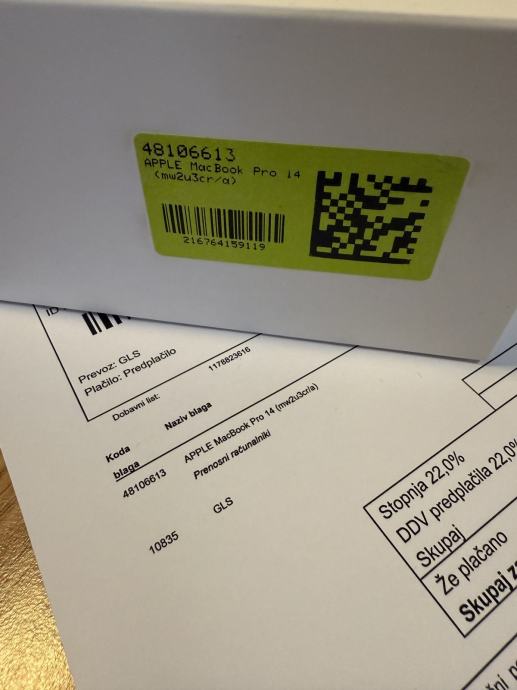 48106613
APPLE MacBook Pro 14
(mw2u3cr/a)
216764159119
ID
Prevoz: GLS
Plačilo: Predplačilo
Dobavni list:
1178823616
Koda
blaga
Naziv blaga
48106613
APPLE MacBook Pro 14 (mw2u3cr/a)
Prenosni računalniki
10835
GLS
Stopnja 22,0%
DDV predplačila 22,0%
Skupaj
Že plačano
Skupaj